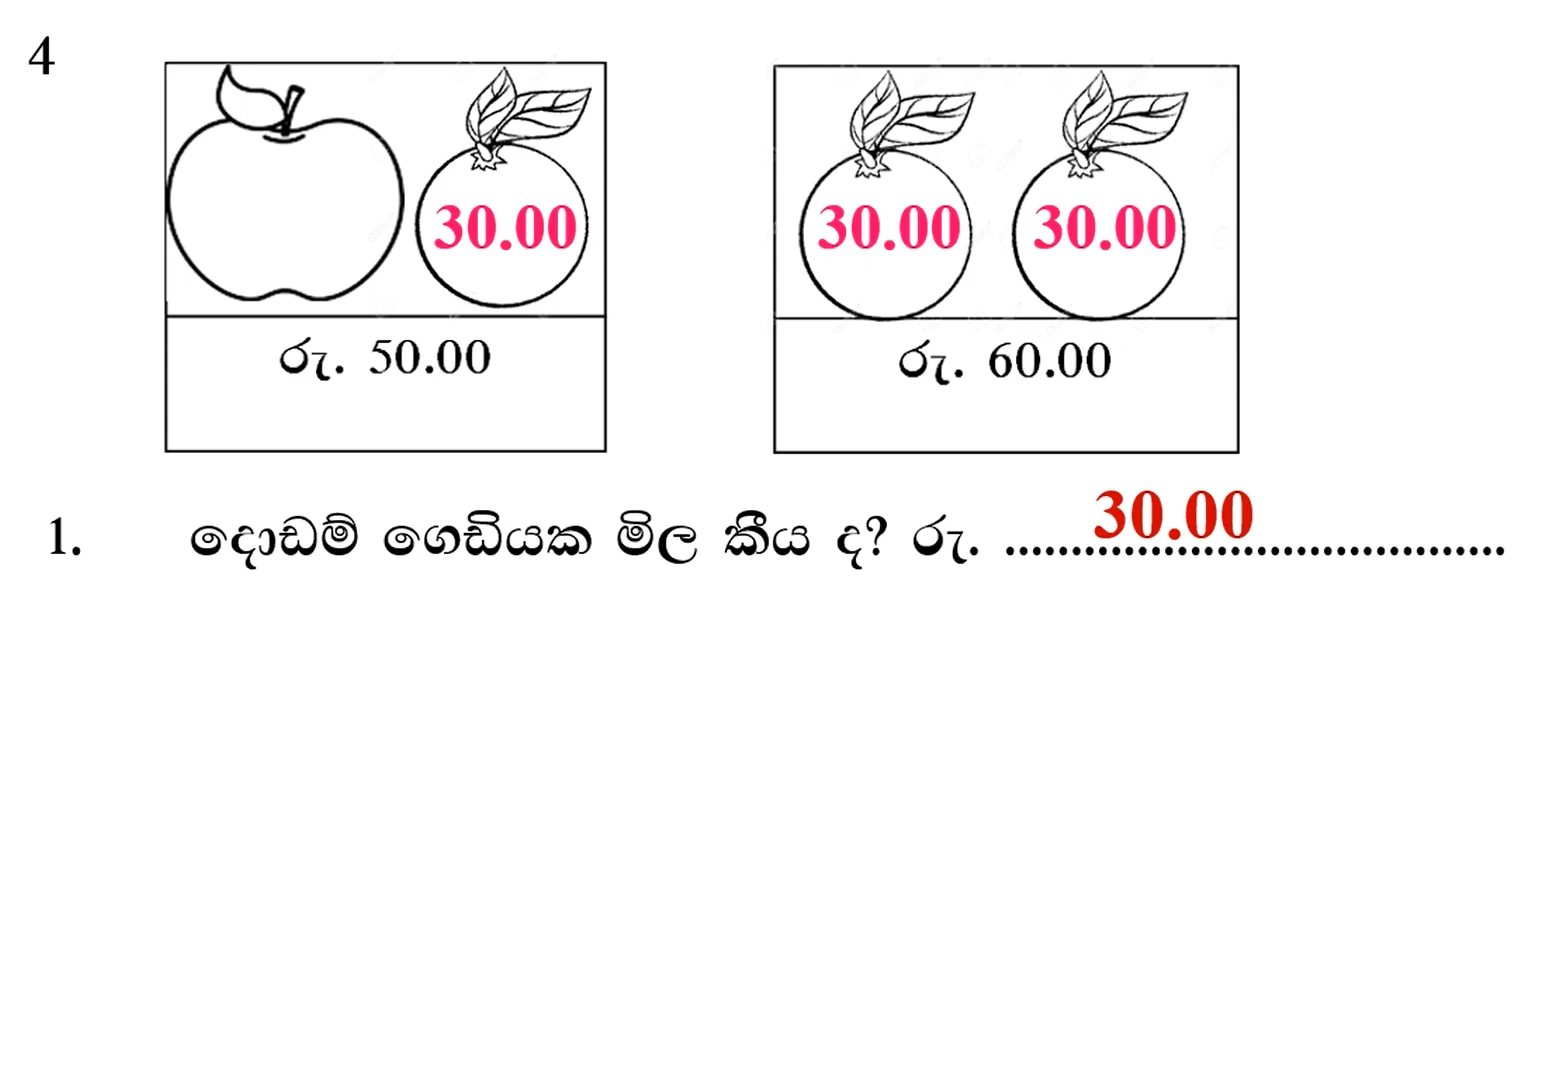 4
30.00 30.00 30.00
රු. 50.00 රු. 60.00
1. දොඩම් ගෙඩියක මිල කීය ද? රු. ...................................... 30.00